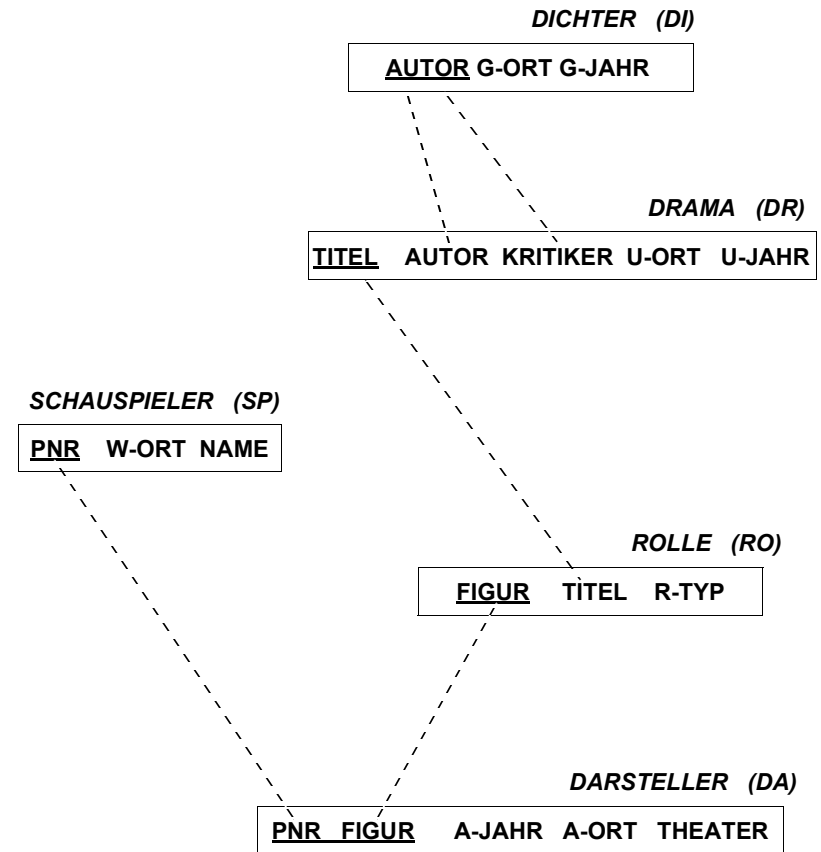 DICHTER (DI)
AUTOR G-ORT G-JAHR
DRAMA (DR)
TITEL AUTOR KRITIKER U-ORT U-JAHR
SCHAUSPIELER (SP)
PNR W-ORT NAME
ROLLE (RO)
FIGUR TITEL R-TYP
DARSTELLER (DA)
PNR FIGUR A-JAHR A-ORT THEATER